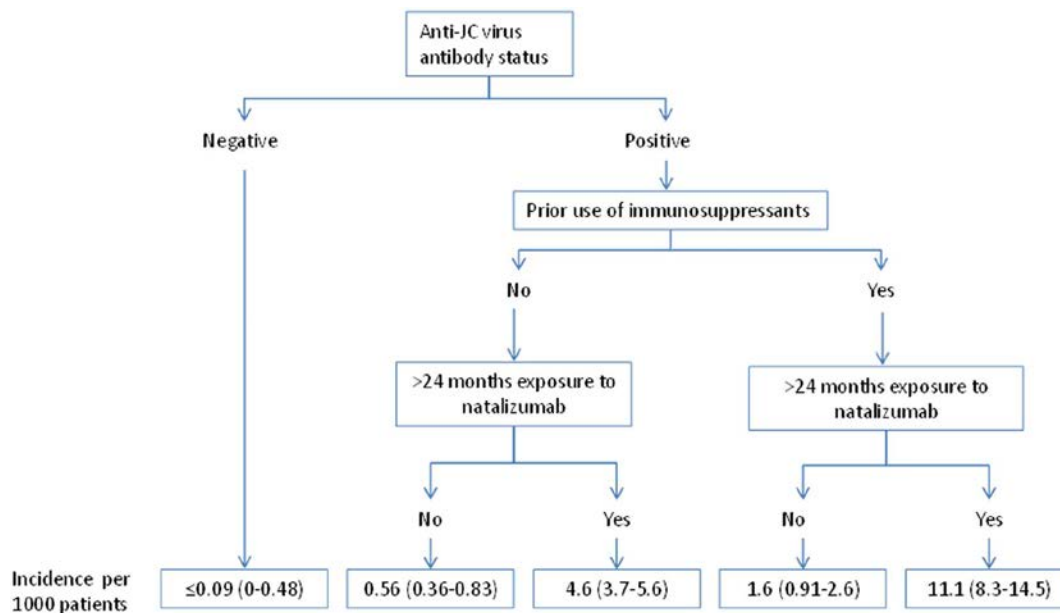 Anti-JC virus
antibody status
Negative
Positive
Prior use of immunosuppressants
No
Yes
>24 months exposure to
natalizumab
>24 months exposure to
natalizumab
No
Yes
No
Yes
Incidence per
1000 patients
≤0.09 (0-0.48)
0.56 (0.36-0.83)
4.6 (3.7-5.6)
1.6 (0.91-2.6)
11.1 (8.3-14.5)